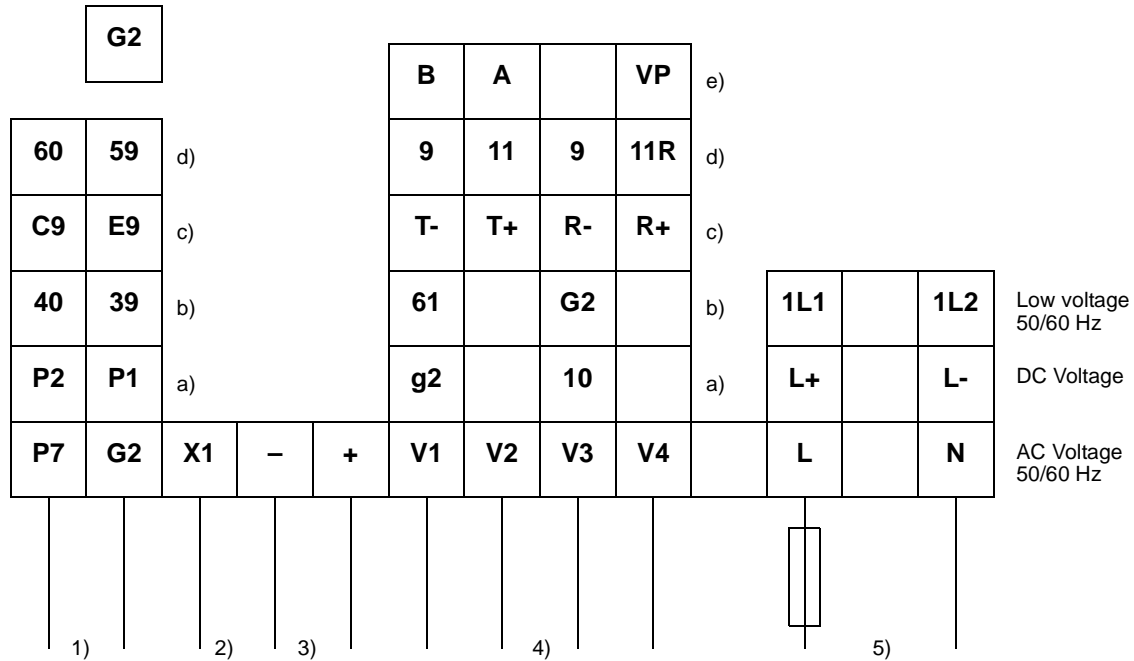 G2
B A VP e)
60 59 d) 9 11 9 11R d)
C9 E9 c) T- T+ R- R+ c)
40 39 b) 61 G2 b) 1L1 1L2 Low voltage
50/60 Hz
P2 P1 a) g2 10 a) L+ L- DC Voltage
P7 G2 X1 – + V1 V2 V3 V4 L N AC Voltage
50/60 Hz
1) 2) 3) 4) 5)